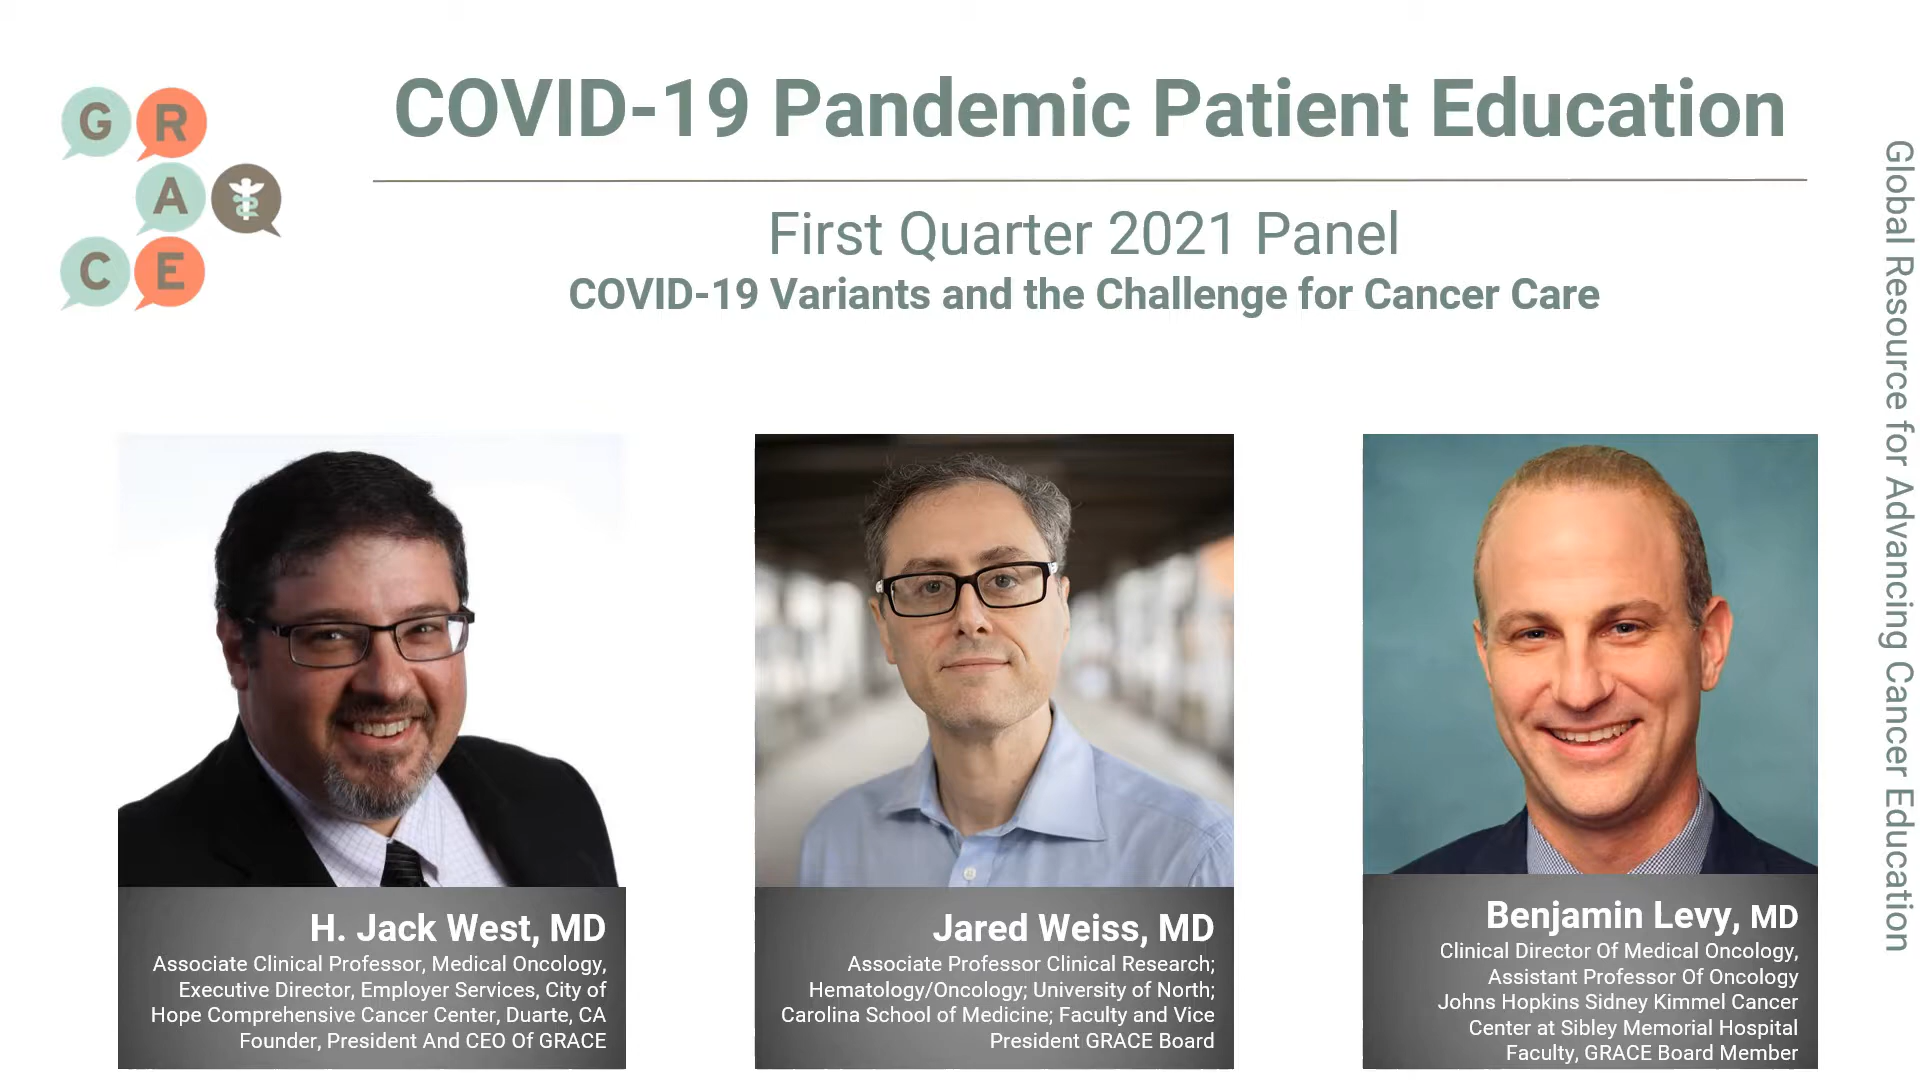 G R
A
C E
COVID-19 Pandemic Patient Education
First Quarter 2021 Panel
COVID-19 Variants and the Challenge for Cancer Care
Global Resource for Advancing Cancer Education
H. Jack West, MD
Associate Clinical Professor, Medical Oncology,
Executive Director, Employer Services, City of
Hope Comprehensive Cancer Center, Duarte, CA
Founder, President And CEO Of GRACE
Jared Weiss, MD
Associate Professor Clinical Research;
Hematology/Oncology; University of North;
Carolina School of Medicine; Faculty and Vice
President GRACE Board
Benjamin Levy, MD
Clinical Director Of Medical Oncology,
Assistant Professor Of Oncology
Johns Hopkins Sidney Kimmel Cancer
Center at Sibley Memorial Hospital
Faculty, GRACE Board Member